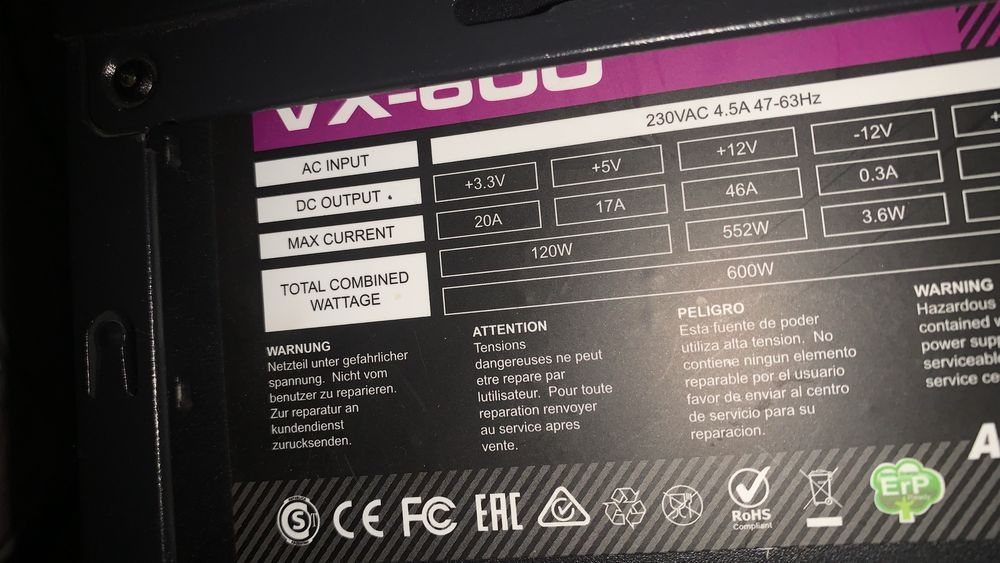 VX-600
AC INPUT 230VAC 4.5A 47-63Hz
DC OUTPUT +3.3V +5V +12V -12V
MAX CURRENT 20A 17A 46A 0.3A
TOTAL COMBINED WATTAGE 120W 552W 3.6W
600W
WARNUNG
Netzteil unter gefahrlicher
spannung. Nicht vom
benutzer zu reparieren.
Zur reparatur an
kundendienst
zurucksenden.
ATTENTION
Tensions
dangereuses ne peut
etre repare par
lutilisateur. Pour toute
reparation renvoyer
au service apres
vente.
PELIGRO
Esta fuente de poder
utiliza alta tension. No
contiene ningun elemento
reparable por el usuario
favor de enviar al centro
de servicio para su
reparacion.
WARNING
Hazardous
contained
power
service
S CE FC EAC RoHS ErP
Compliant Ready